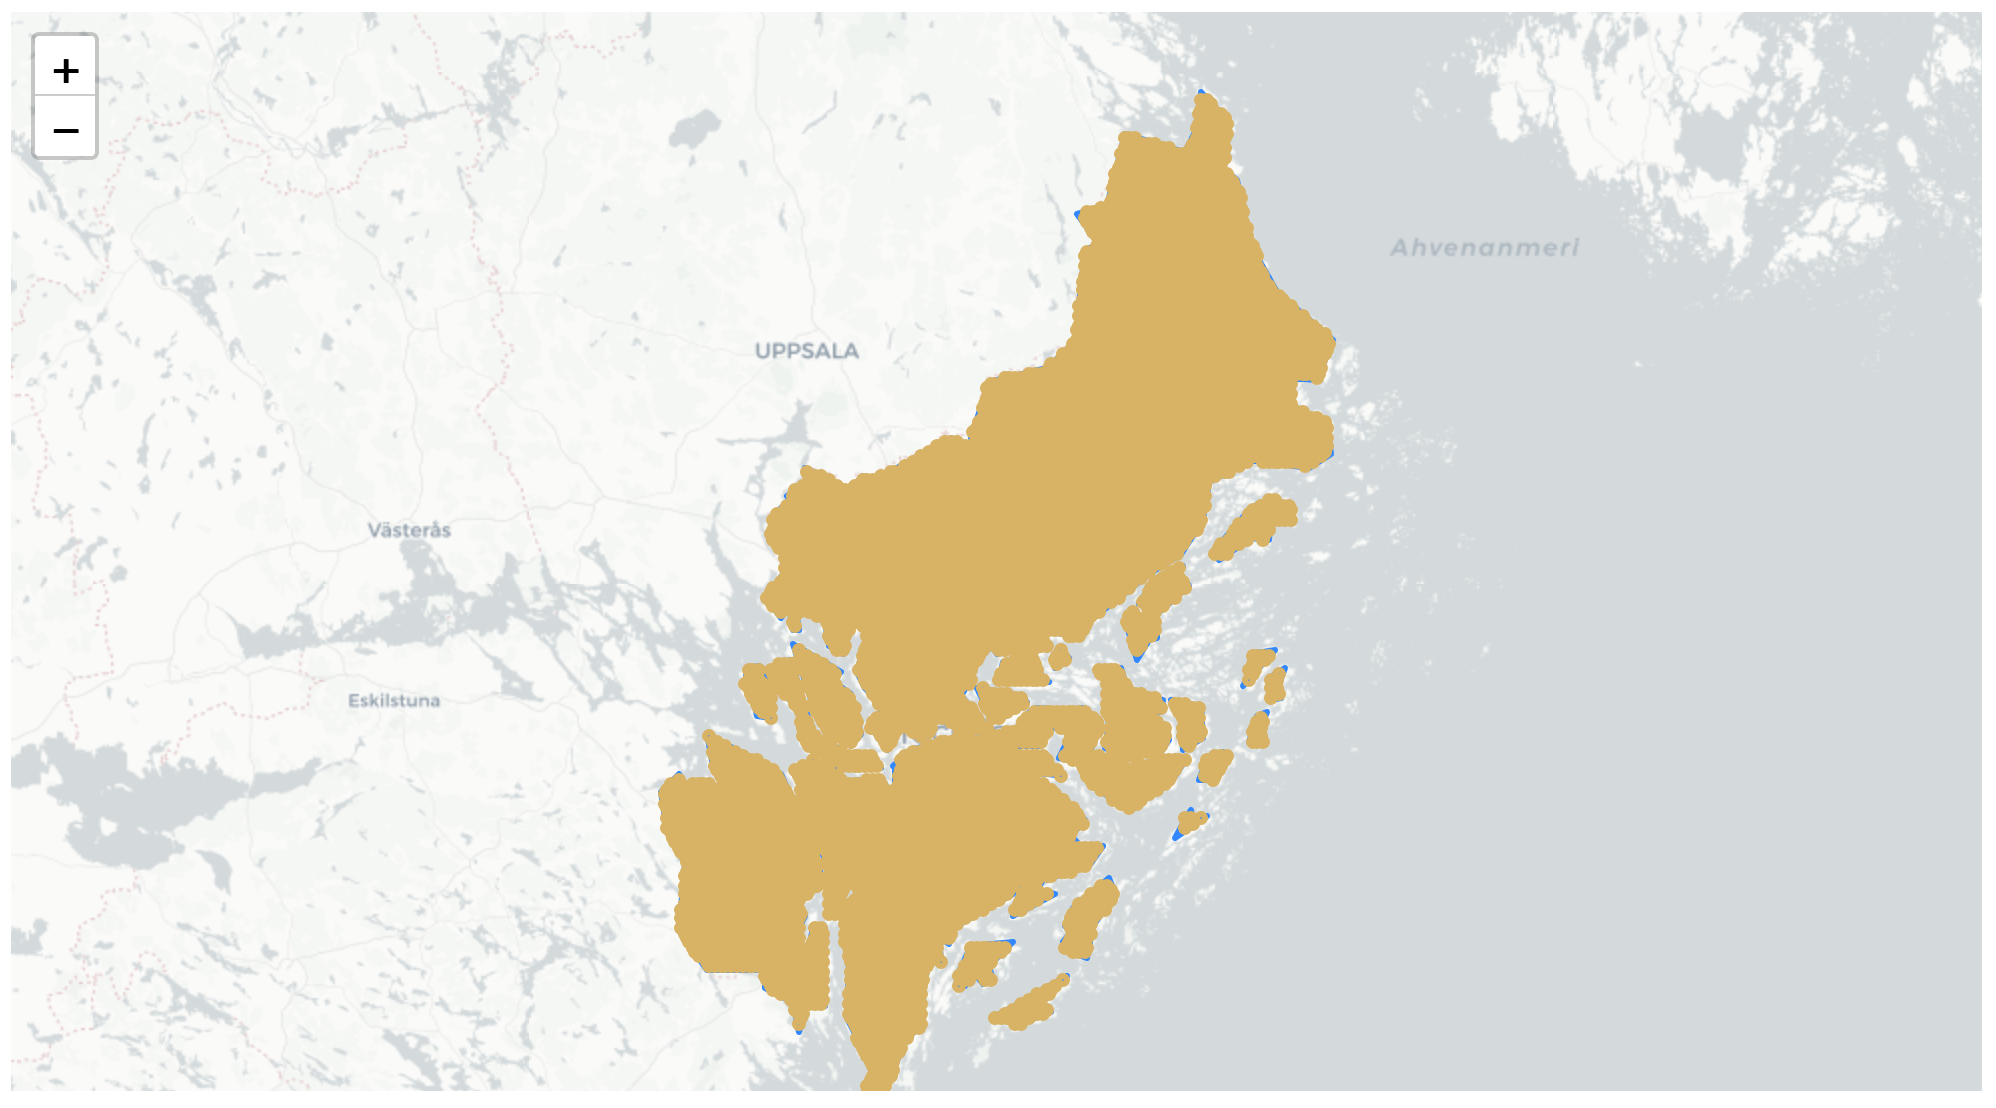 +
−
Ahvenanmeri
UPPSALA
Västerås
Eskilstuna